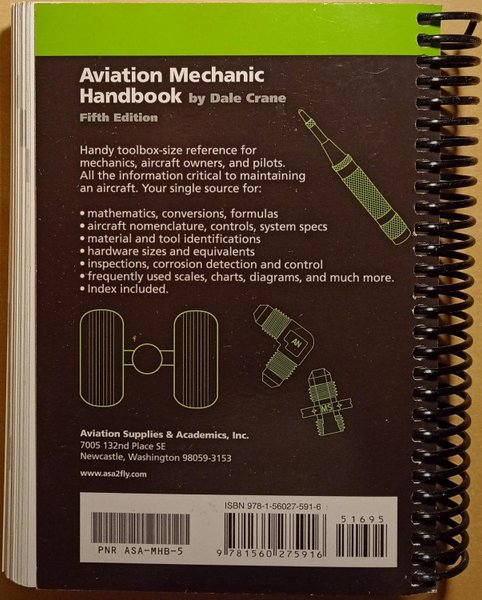 Aviation Mechanic
Handbook by Dale Crane
Fifth Edition
Handy toolbox-size reference for
mechanics, aircraft owners, and pilots.
All the information critical to maintaining
an aircraft. Your single source for:
• mathematics, conversions, formulas
• aircraft nomenclature, controls, system specs
• material and tool identifications
• hardware sizes and equivalents
• inspections, corrosion detection and control
• frequently used scales, charts, diagrams, and much more.
• Index included.
AN
MS
Aviation Supplies & Academics, Inc.
7005 132nd Place SE
Newcastle, Washington 98059-3153
www.asa2fly.com
PNR ASA-MHB-5
ISBN 978-1-56027-591-6
51695
9 781560 275916